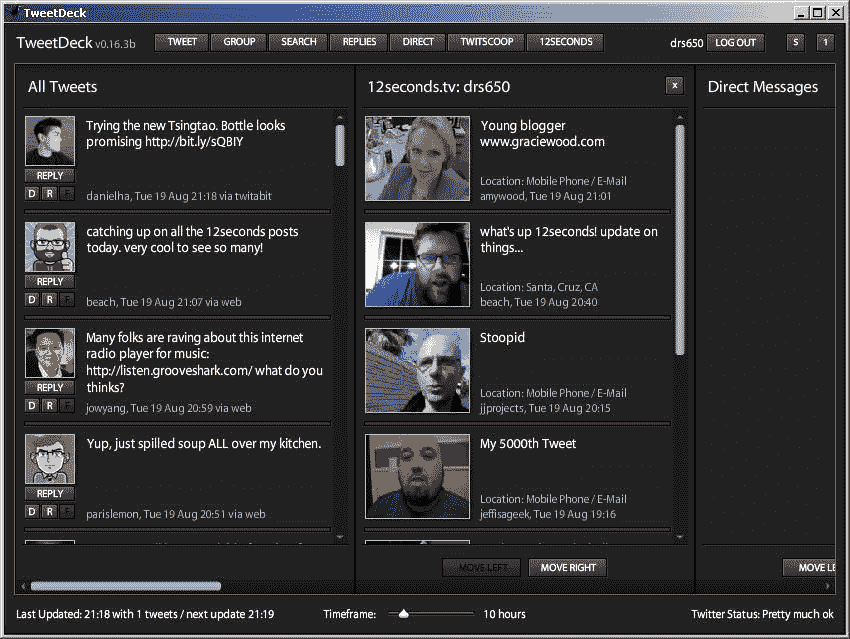 TweetDeck
TweetDeck v0.16.3b
TWEET
GROUP
SEARCH
REPLIES
DIRECT
TWITSCOOP
12SECONDS
drs650
LOG OUT
S
1
All Tweets
Trying the new Tsingtao. Bottle looks
promising http://bit.ly/sQBIY
REPLY
D R F
danielha, Tue 19 Aug 21:18 via twitabit
catching up on all the 12seconds posts
today. very cool to see so many!
REPLY
D R F
beach, Tue 19 Aug 21:07 via web
Many folks are raving about this internet
radio player for music:
http://listen.grooveshark.com/ what do you
thinks?
REPLY
D R F
jowyang, Tue 19 Aug 20:59 via web
Yup, just spilled soup ALL over my kitchen.
REPLY
D R F
parislemon, Tue 19 Aug 20:51 via web
12seconds.tv: drs650
x
Young blogger
www.graciewood.com
Location: Mobile Phone / E-Mail
amywood, Tue 19 Aug 21:01
what's up 12seconds! update on
things...
Location: Santa, Cruz, CA
beach, Tue 19 Aug 20:40
Stoopid
Location: Mobile Phone / E-Mail
jjprojects, Tue 19 Aug 20:15
My 5000th Tweet
Location: Mobile Phone / E-Mail
jeffisageek, Tue 19 Aug 19:16
MOVE LEFT
MOVE RIGHT
Direct Messages
MOVE LE
Last Updated: 21:18 with 1 tweets / next update 21:19
Timeframe:
10 hours
Twitter Status: Pretty much ok